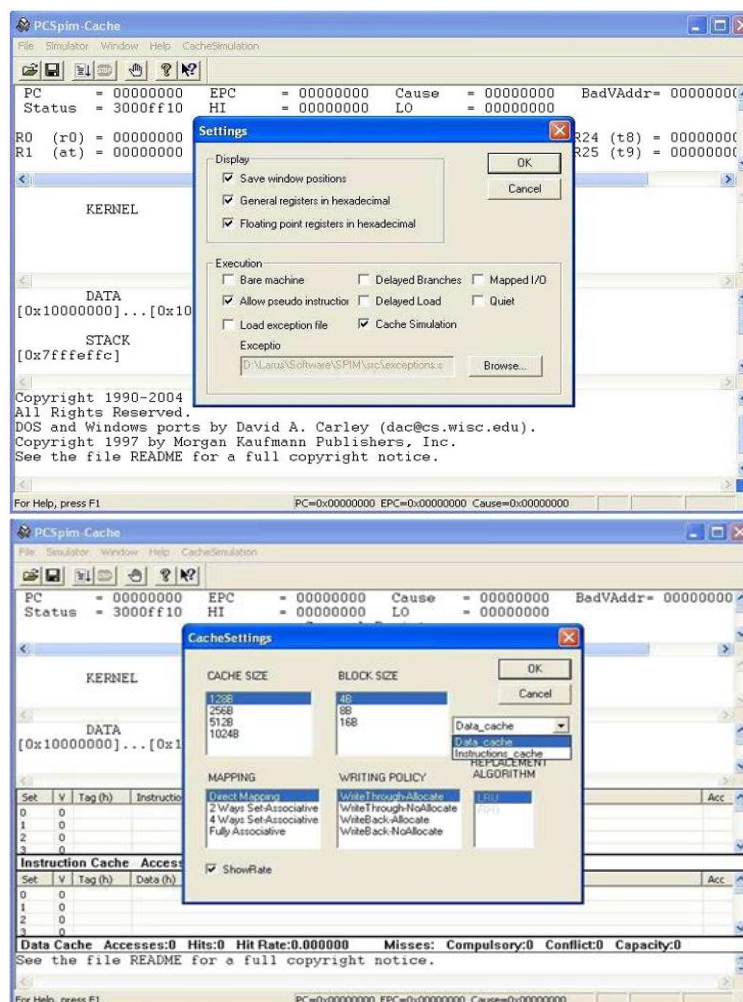 PCSpim-Cache
File Simulator Window Help CacheSimulation
PC = 00000000 EPC = 00000000 Cause = 00000000 BadVAddr= 00000000
Status = 3000ff10 HI = 00000000 LO = 00000000
R0 (r0) = 00000000 R24 (t8) = 0000000
R1 (at) = 00000000 R25 (t9) = 0000000
Settings
Display
Save window positions
General registers in hexadecimal
Floating point registers in hexadecimal
OK
Cancel
Execution
Bare machine Delayed Branches Mapped I/O
Allow pseudo instruction Delayed Load Quiet
Load exception file Cache Simulation
Exceptio
D:\Larus\Software\SPIM\src\exceptions.s Browse...
KERNEL
DATA
[0x10000000]...[0x10
STACK
[0x7fffeffc]
Copyright 1990-2004
All Rights Reserved.
DOS and Windows ports by David A. Carley (dac@cs.wisc.edu).
Copyright 1997 by Morgan Kaufmann Publishers, Inc.
See the file README for a full copyright notice.
For Help, press F1 PC=0x00000000 EPC=0x00000000 Cause=0x00000000
PCSpim-Cache
File Simulator Window Help CacheSimulation
PC = 00000000 EPC = 00000000 Cause = 00000000 BadVAddr= 00000000
Status = 3000ff10 HI = 00000000 LO = 00000000
CacheSettings
CACHE SIZE BLOCK SIZE OK
128B 4B Cancel
256B 8B
512B 16B Data_cache
1024B Data_cache
Instructions_cache
REPLACEMENT
MAPPING WRITING POLICY ALGORITHM
Direct Mapping WriteThrough-Allocate LRU
2 Ways Set-Associative WriteThrough-NoAllocate
4 Ways Set-Associative WriteBack-Allocate
Fully Associative WriteBack-NoAllocate
ShowRate
KERNEL
DATA
[0x10000000]...[0x1
Set V Tag (h) Instructio Acc
0 0
1 0
2 0
3 0
Instruction Cache Access
Set V Tag (h) Data (h) Acc
0 0
1 0
2 0
3 0
Data Cache Accesses:0 Hits:0 Hit Rate:0.000000 Misses: Compulsory:0 Conflict:0 Capacity:0
See the file README for a full copyright notice.
For Help, press F1 PC=0x00000000 EPC=0x00000000 Cause=0x00000000